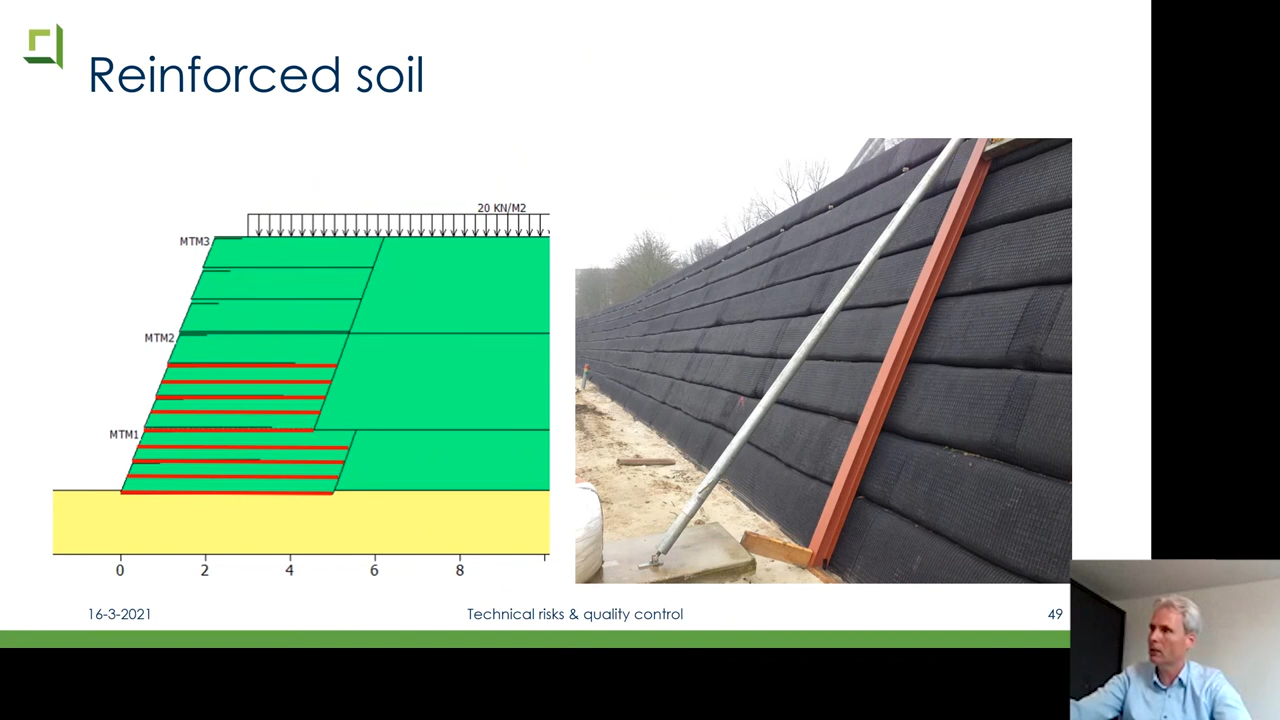 Reinforced soil
20 KN/M2
MTM3
MTM2
MTM1
0 2 4 6 8
16-3-2021 Technical risks & quality control 49